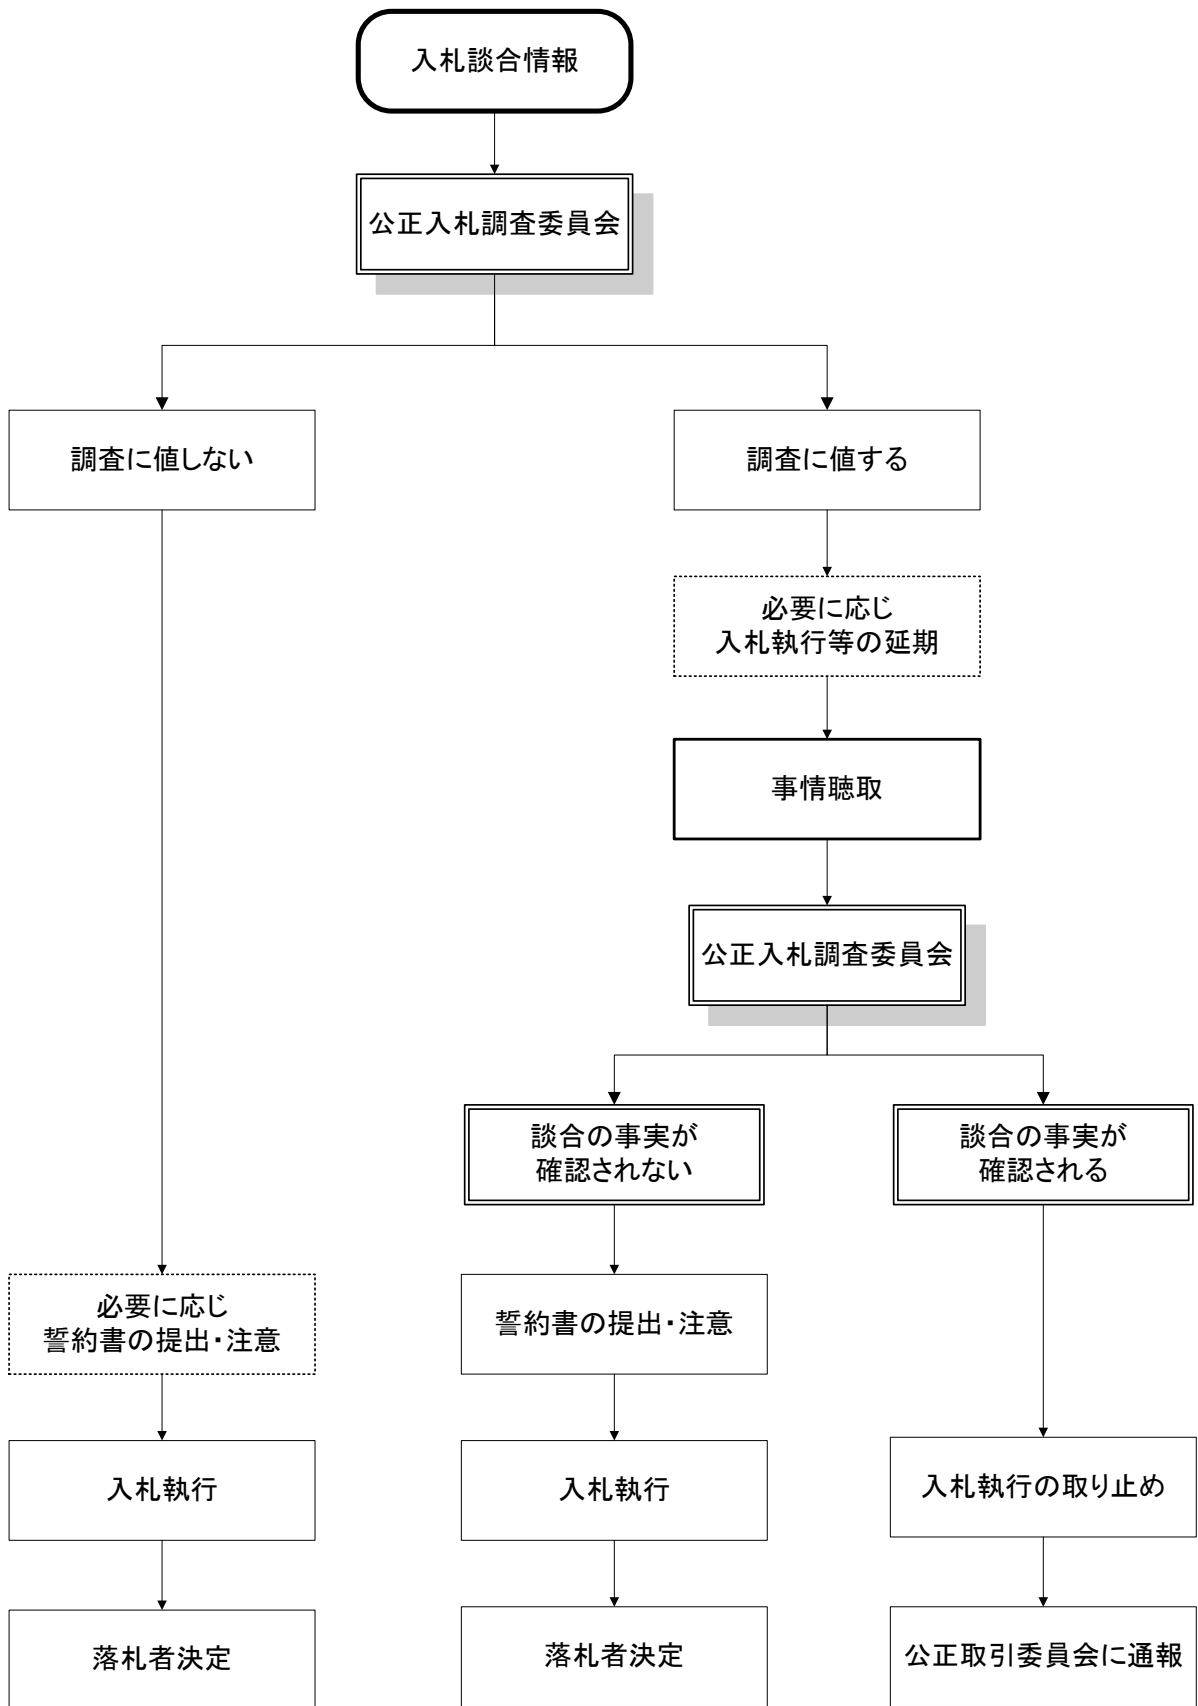 入札談合情報
公正入札調査委員会
調査に値しない
調査に値する
必要に応じ
入札執行等の延期
事情聴取
公正入札調査委員会
談合の事実が
確認されない
談合の事実が
確認される
必要に応じ
誓約書の提出・注意
誓約書の提出・注意
入札執行
入札執行
入札執行の取り止め
落札者決定
落札者決定
公正取引委員会に通報